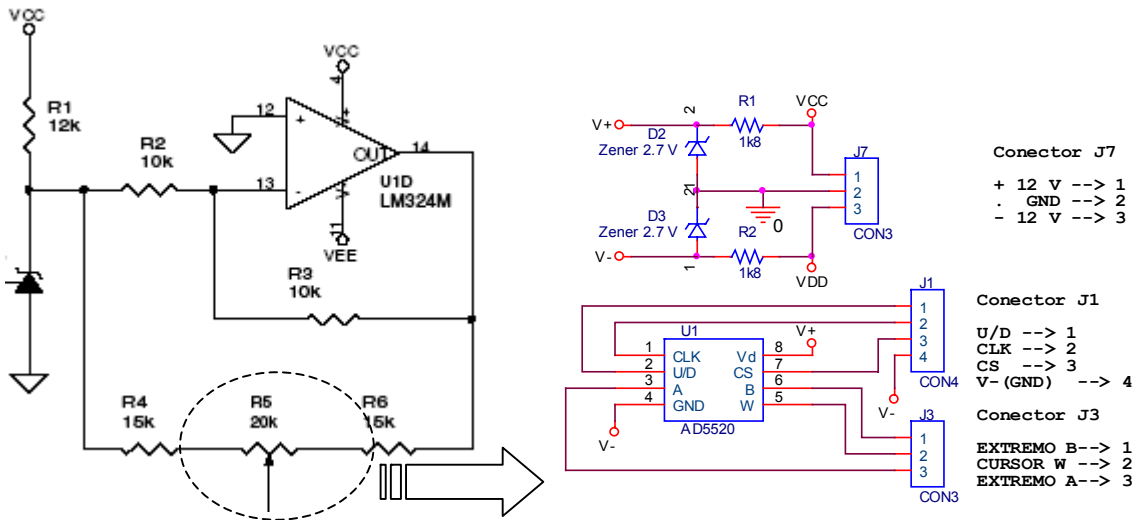 VCC
R1
12k
R2
10k
VCC
4
12
+
V+
OUT
14
13
-
V-
U1D
LM324M
11
VEE
R3
10k
R4
15k
R5
20k
R6
15k
V+
2
R1
1k8
VCC
D2
Zener 2.7 V
J7
1
2
3
CON3
0
D3
Zener 2.7 V
V-
1
R2
1k8
VDD
Conector J7
+ 12 V --> 1
. GND --> 2
- 12 V --> 3
U1
V+
1 CLK Vd 8
2 U/D CS 7
3 A B 6
4 GND W 5
V-
AD5520
J1
1
2
3
4
CON4
V-
J3
1
2
3
CON3
Conector J1
U/D --> 1
CLK --> 2
CS --> 3
V-(GND) --> 4
Conector J3
EXTREMO B--> 1
CURSOR W --> 2
EXTREMO A--> 3